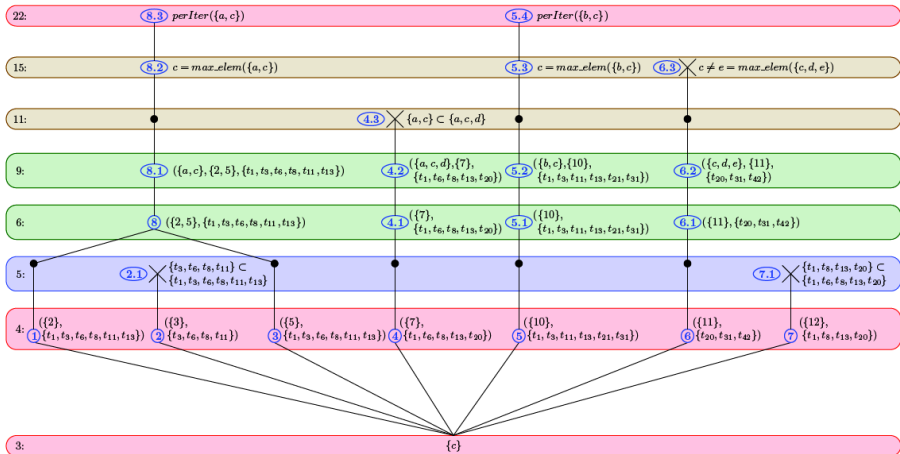 22: 8.3 perIter({a, c}) 5.4 perIter({b, c})
15: 8.2 c = max_elem({a, c}) 5.3 c = max_elem({b, c}) 6.3 c ≠ e = max_elem({c, d, e})
11: 4.3 {a, c} ⊂ {a, c, d}
9: 8.1 ({a, c}, {2, 5}, {t₁, t₃, t₆, t₈, t₁₁, t₁₃}) 4.2 ({a, c, d}, {7}, 5.2 ({b, c}, {10}, 6.2 ({c, d, e}, {11},
{t₁, t₆, t₈, t₁₃, t₂₀}) {t₁, t₃, t₁₁, t₁₃, t₂₁, t₃₁}) {t₂₀, t₃₁, t₄₂})
6: 8 ({2, 5}, {t₁, t₃, t₆, t₈, t₁₁, t₁₃}) 4.1 ({7}, 5.1 ({10}, 6.1 ({11}, {t₂₀, t₃₁, t₄₂})
{t₁, t₆, t₈, t₁₃, t₂₀}) {t₁, t₃, t₁₁, t₁₃, t₂₁, t₃₁})
5: 2.1 {t₃, t₆, t₈, t₁₁} ⊂ 7.1 {t₁, t₈, t₁₃, t₂₀} ⊂
{t₁, t₃, t₆, t₈, t₁₁, t₁₃} {t₁, t₆, t₈, t₁₃, t₂₀}
4: ({2}, ({3}, ({5}, ({7}, ({10}, ({11}, ({12},
1 {t₁, t₃, t₆, t₈, t₁₁, t₁₃}) 2 {t₃, t₆, t₈, t₁₁}) 3 {t₁, t₃, t₆, t₈, t₁₁, t₁₃}) 4 {t₁, t₆, t₈, t₁₃, t₂₀}) 5 {t₁, t₃, t₁₁, t₁₃, t₂₁, t₃₁}) 6 {t₂₀, t₃₁, t₄₂}) 7 {t₁, t₈, t₁₃, t₂₀})
3: {c}